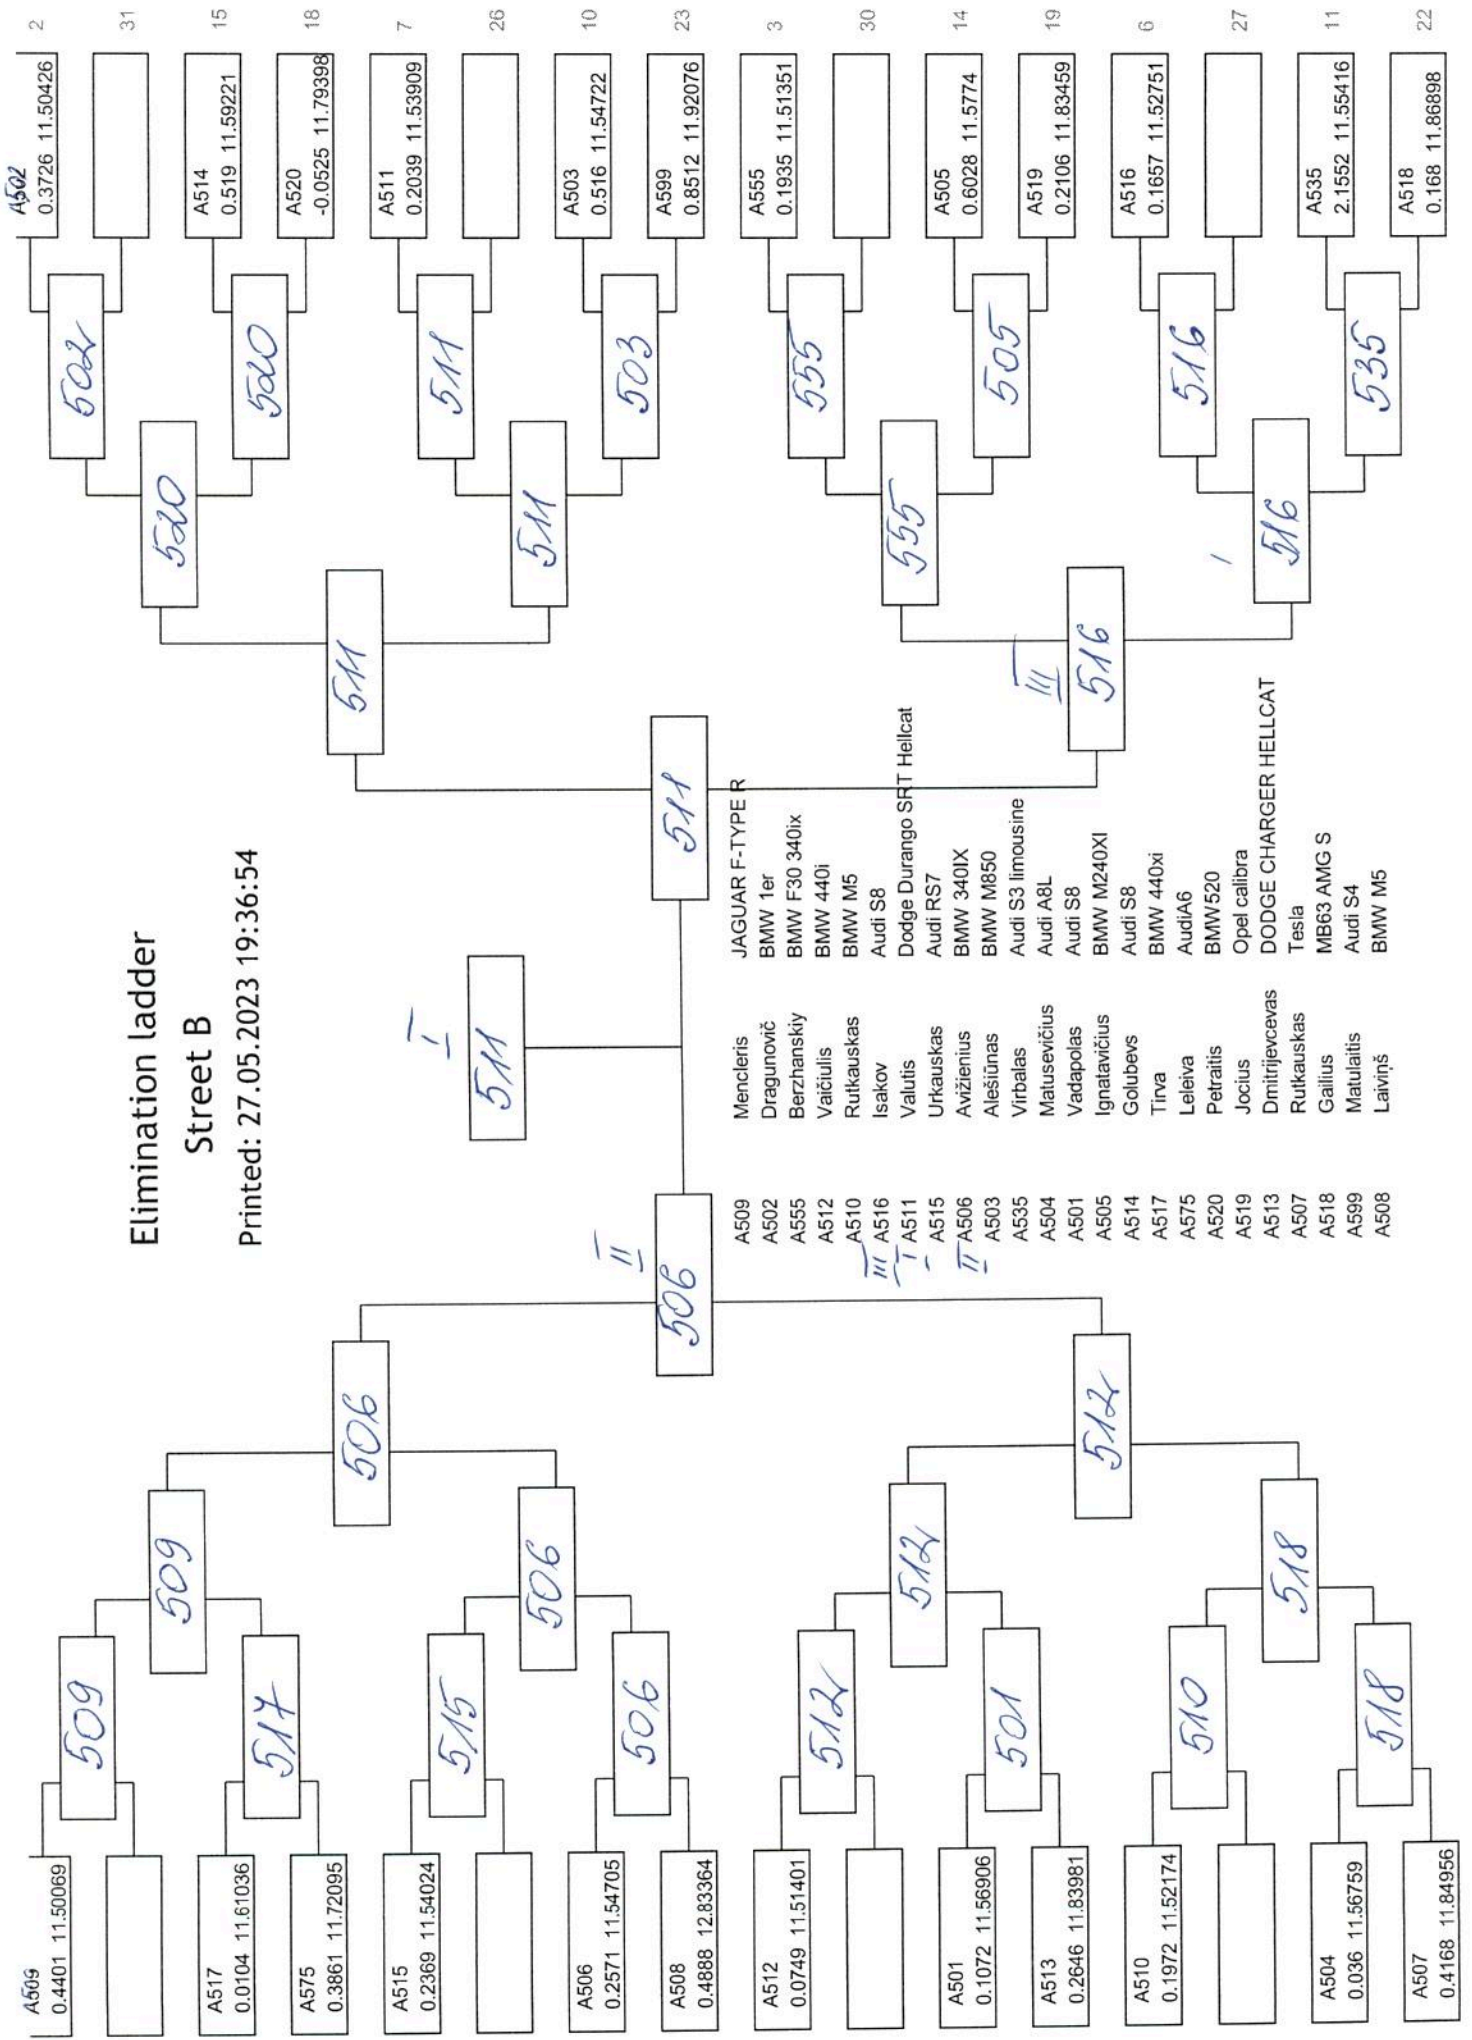 Elimination ladder
Street B
Printed: 27.05.2023 19:36:54
A509
0.4401 11.50069
A517
0.0104 11.61036
A575
0.3861 11.72095
A515
0.2369 11.54024
A506
0.2571 11.54705
A508
0.4888 12.83364
A512
0.0749 11.51401
A501
0.1072 11.56906
A513
0.2646 11.83981
A510
0.1972 11.52174
A504
0.036 11.56759
A507
0.4168 11.84956
509
517
515
506
512
501
510
518
509
506
512
518
506
512
II
506
I
511
511
511
III
516
520
511
555
I
516
502
520
511
503
555
505
516
535
A502
0.3726 11.50426
2
31
A514
0.519 11.59221
15
A520
-0.0525 11.79398
18
A511
0.2039 11.53909
7
26
A503
0.516 11.54722
10
A599
0.8512 11.92076
23
A555
0.1935 11.51351
3
30
A505
0.6028 11.5774
14
A519
0.2106 11.83459
19
A516
0.1657 11.52751
6
27
A535
2.1552 11.55416
11
A518
0.168 11.86898
22
A509 Mencleris JAGUAR F-TYPE R
A502 Dragunovič BMW 1er
A555 Berzhanskiy BMW F30 340ix
A512 Vaičiulis BMW 440i
A510 Rutkauskas BMW M5
III A516 Isakov Audi S8
I A511 Valutis Dodge Durango SRT Hellcat
A515 Urkauskas Audi RS7
II A506 Avižienius BMW 340IX
A503 Alešiūnas BMW M850
A535 Virbalas Audi S3 limousine
A504 Matusevičius Audi A8L
A501 Vadapolas Audi S8
A505 Ignatavičius BMW M240XI
A514 Golubevs Audi S8
A517 Tirva BMW 440xi
A575 Leleiva AudiA6
A520 Petraitis BMW520
A519 Jocius Opel calibra
A513 Dmitrijevcevas DODGE CHARGER HELLCAT
A507 Rutkauskas Tesla
A518 Gailius MB63 AMG S
A599 Matulaitis Audi S4
A508 Laiviņš BMW M5